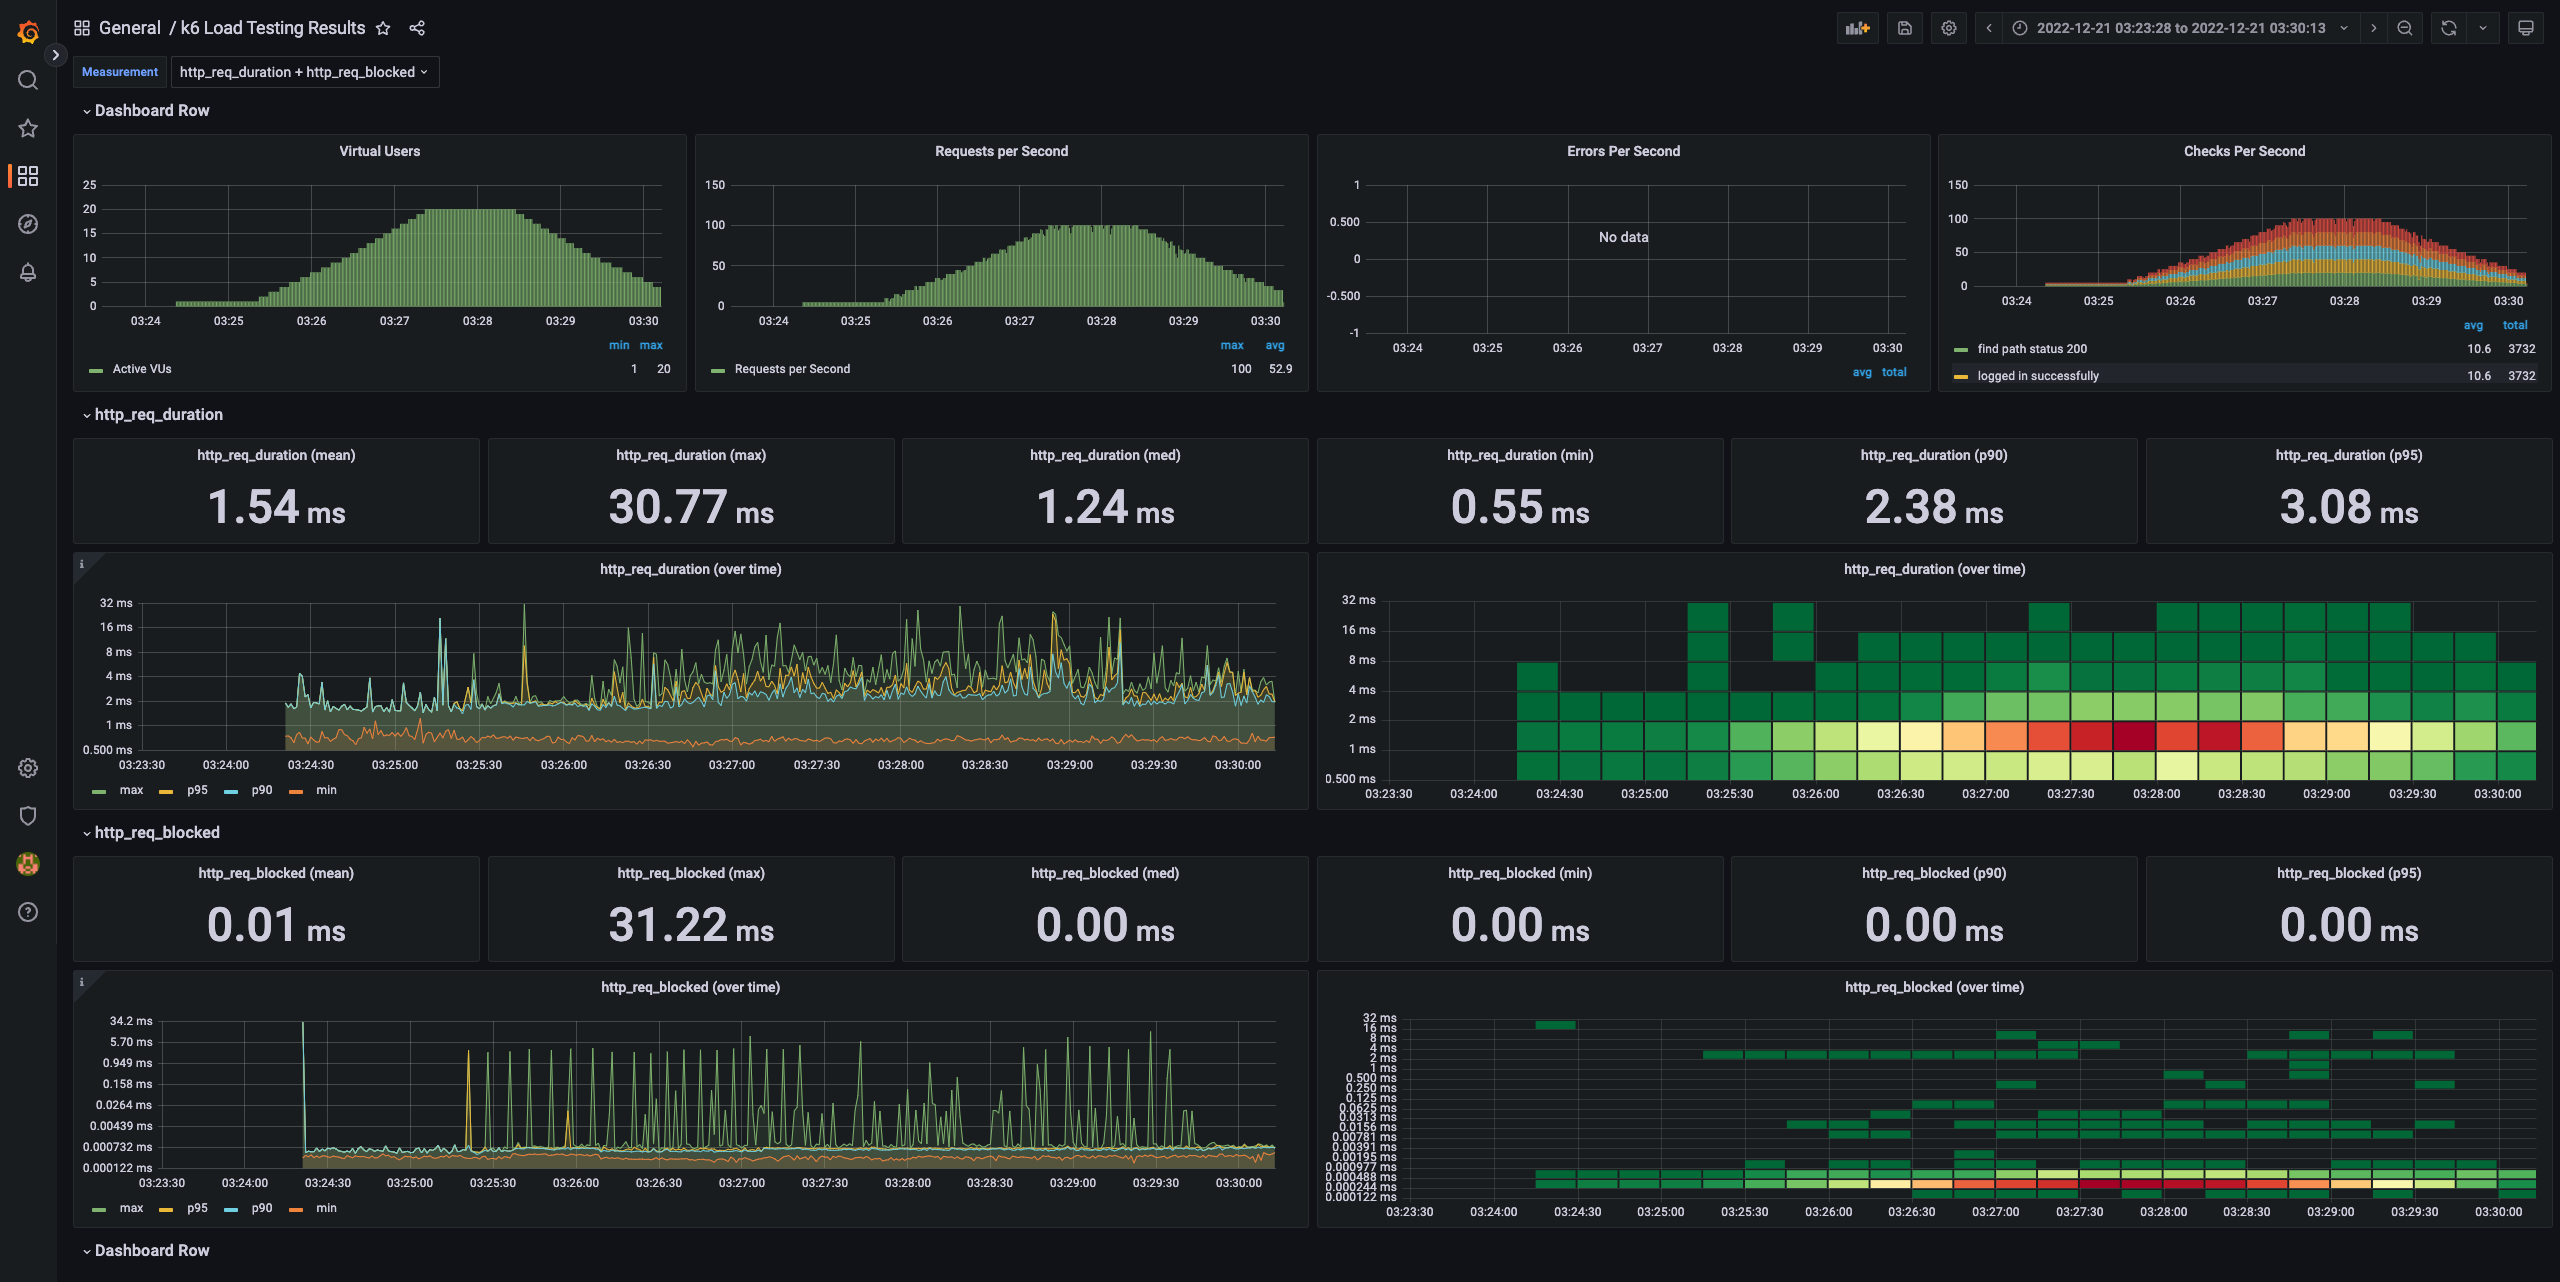 General / k6 Load Testing Results
2022-12-21 03:23:28 to 2022-12-21 03:30:13
Measurement http_req_duration + http_req_blocked
Dashboard Row
Virtual Users
25
20
15
10
5
0
03:24 03:25 03:26 03:27 03:28 03:29 03:30
min max
Active VUs 1 20
Requests per Second
150
100
50
0
03:24 03:25 03:26 03:27 03:28 03:29 03:30
max avg
Requests per Second 100 52.9
Errors Per Second
1
0.500
0
-0.500
-1
No data
03:24 03:25 03:26 03:27 03:28 03:29 03:30
avg total
Checks Per Second
150
100
50
0
03:24 03:25 03:26 03:27 03:28 03:29 03:30
avg total
find path status 200 10.6 3732
logged in successfully 10.6 3732
http_req_duration
http_req_duration (mean)
1.54 ms
http_req_duration (max)
30.77 ms
http_req_duration (med)
1.24 ms
http_req_duration (min)
0.55 ms
http_req_duration (p90)
2.38 ms
http_req_duration (p95)
3.08 ms
i
http_req_duration (over time)
32 ms
16 ms
8 ms
4 ms
2 ms
1 ms
0.500 ms
03:23:30 03:24:00 03:24:30 03:25:00 03:25:30 03:26:00 03:26:30 03:27:00 03:27:30 03:28:00 03:28:30 03:29:00 03:29:30 03:30:00
max p95 p90 min
http_req_duration (over time)
32 ms
16 ms
8 ms
4 ms
2 ms
1 ms
0.500 ms
03:23:30 03:24:00 03:24:30 03:25:00 03:25:30 03:26:00 03:26:30 03:27:00 03:27:30 03:28:00 03:28:30 03:29:00 03:29:30 03:30:00
http_req_blocked
http_req_blocked (mean)
0.01 ms
http_req_blocked (max)
31.22 ms
http_req_blocked (med)
0.00 ms
http_req_blocked (min)
0.00 ms
http_req_blocked (p90)
0.00 ms
http_req_blocked (p95)
0.00 ms
i
http_req_blocked (over time)
34.2 ms
5.70 ms
0.949 ms
0.158 ms
0.0264 ms
0.00439 ms
0.000732 ms
0.000122 ms
03:23:30 03:24:00 03:24:30 03:25:00 03:25:30 03:26:00 03:26:30 03:27:00 03:27:30 03:28:00 03:28:30 03:29:00 03:29:30 03:30:00
max p95 p90 min
http_req_blocked (over time)
32 ms
16 ms
8 ms
4 ms
2 ms
1 ms
0.500 ms
0.250 ms
0.125 ms
0.0625 ms
0.0313 ms
0.0156 ms
0.00781 ms
0.00391 ms
0.00195 ms
0.000977 ms
0.000488 ms
0.000244 ms
0.000122 ms
03:23:30 03:24:00 03:24:30 03:25:00 03:25:30 03:26:00 03:26:30 03:27:00 03:27:30 03:28:00 03:28:30 03:29:00 03:29:30 03:30:00
Dashboard Row